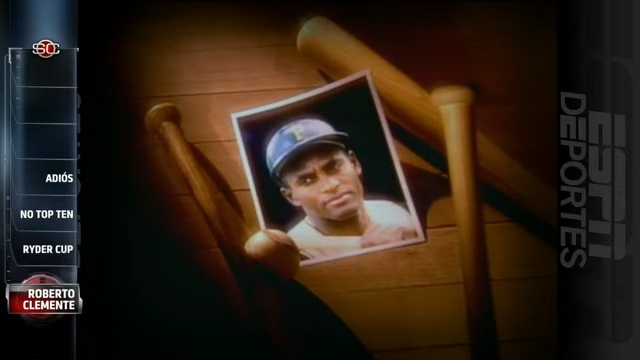 SC
ADIÓS
NO TOP TEN
RYDER CUP
ROBERTO
CLEMENTE
ESPN
DEPORTES
P